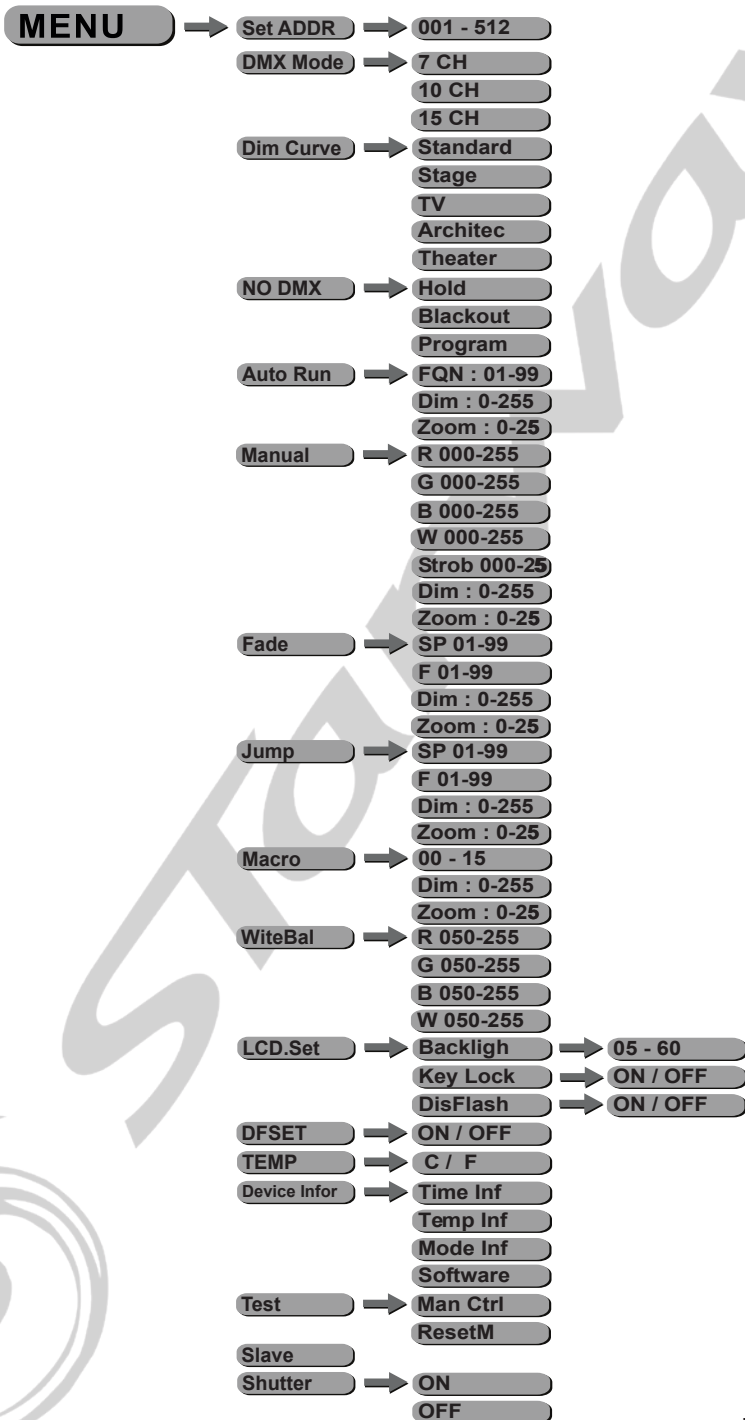 MENU Set ADDR 001 - 512
DMX Mode 7 CH
10 CH
15 CH
Dim Curve Standard
Stage
TV
Architec
Theater
NO DMX Hold
Blackout
Program
Auto Run FQN : 01-99
Dim : 0-255
Zoom : 0-25
Manual R 000-255
G 000-255
B 000-255
W 000-255
Strob 000-25
Dim : 0-255
Zoom : 0-25
Fade SP 01-99
F 01-99
Dim : 0-255
Zoom : 0-25
Jump SP 01-99
F 01-99
Dim : 0-255
Zoom : 0-25
Macro 00 - 15
Dim : 0-255
Zoom : 0-25
WiteBal R 050-255
G 050-255
B 050-255
W 050-255
LCD.Set Backligh 05 - 60
Key Lock ON / OFF
DisFlash ON / OFF
DFSET ON / OFF
TEMP C / F
Device Infor Time Inf
Temp Inf
Mode Inf
Software
Test Man Ctrl
ResetM
Slave
Shutter ON
OFF